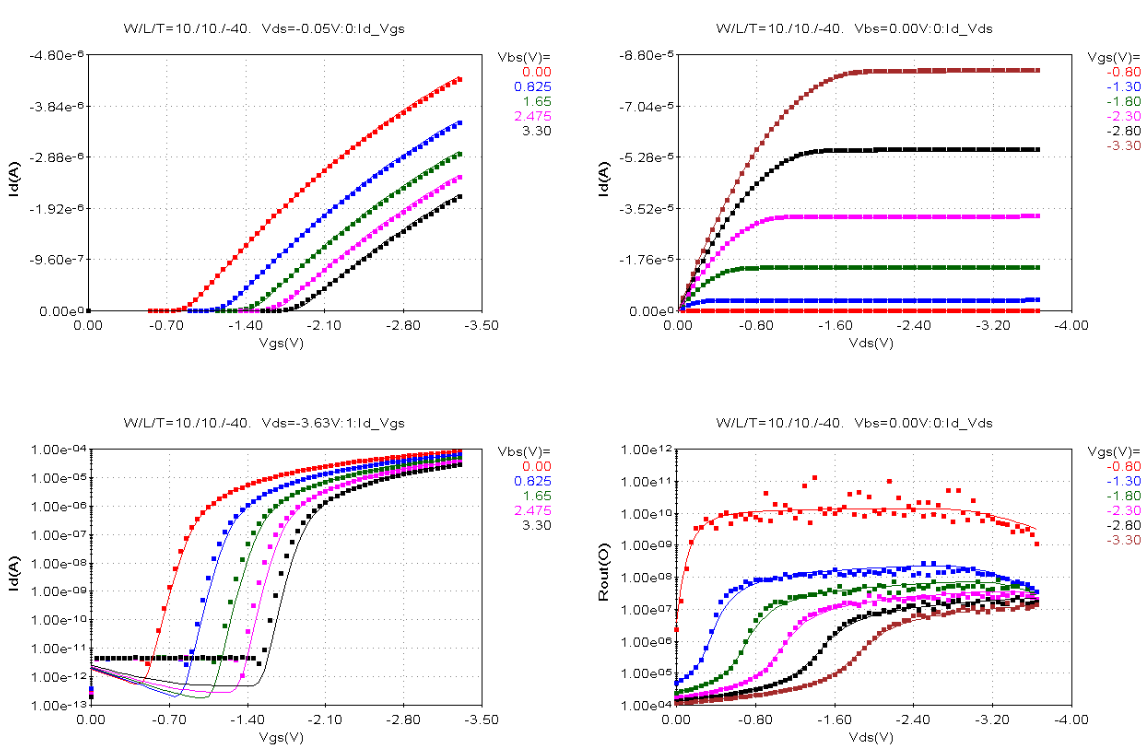 W/L/T=10./10./-40. Vds=-0.05V:0:Id_Vgs
-4.80e-6
-3.84e-6
-2.88e-6
-1.92e-6
-9.60e-7
0.00e0
Id(A)
0.00
-0.70
-1.40
-2.10
-2.80
-3.50
Vgs(V)
Vbs(V)=
0.00
0.825
1.65
2.475
3.30
W/L/T=10./10./-40. Vbs=0.00V:0:Id_Vds
-8.80e-5
-7.04e-5
-5.28e-5
-3.52e-5
-1.76e-5
0.00e0
Id(A)
0.00
-0.80
-1.60
-2.40
-3.20
-4.00
Vds(V)
Vgs(V)=
-0.80
-1.30
-1.80
-2.30
-2.80
-3.30
W/L/T=10./10./-40. Vds=-3.63V:1:Id_Vgs
1.00e-04
1.00e-05
1.00e-06
1.00e-07
1.00e-08
1.00e-09
1.00e-10
1.00e-11
1.00e-12
1.00e-13
Id(A)
0.00
-0.70
-1.40
-2.10
-2.80
-3.50
Vgs(V)
Vbs(V)=
0.00
0.825
1.65
2.475
3.30
W/L/T=10./10./-40. Vbs=0.00V:0:Id_Vds
1.00e12
1.00e11
1.00e10
1.00e09
1.00e08
1.00e07
1.00e06
1.00e05
1.00e04
Rout(O)
0.00
-0.80
-1.60
-2.40
-3.20
-4.00
Vds(V)
Vgs(V)=
-0.80
-1.30
-1.80
-2.30
-2.80
-3.30